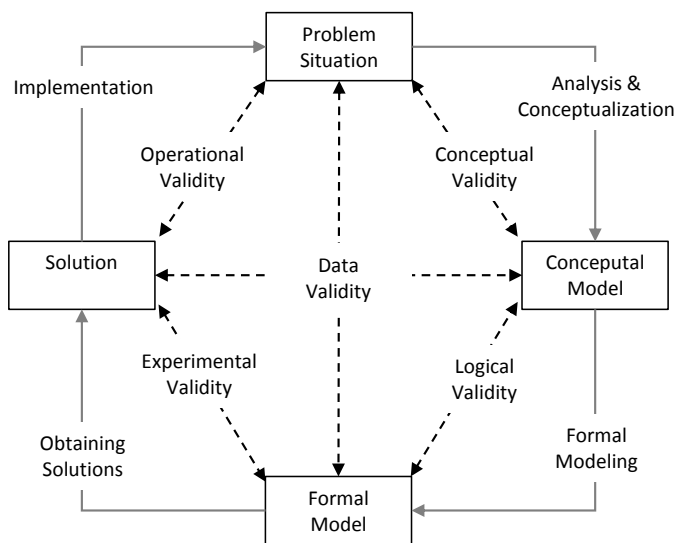 Problem
Situation
Implementation
Analysis &
Conceptualization
Operational
Validity
Conceptual
Validity
Solution
Data
Validity
Conceputal
Model
Experimental
Validity
Logical
Validity
Obtaining
Solutions
Formal
Modeling
Formal
Model